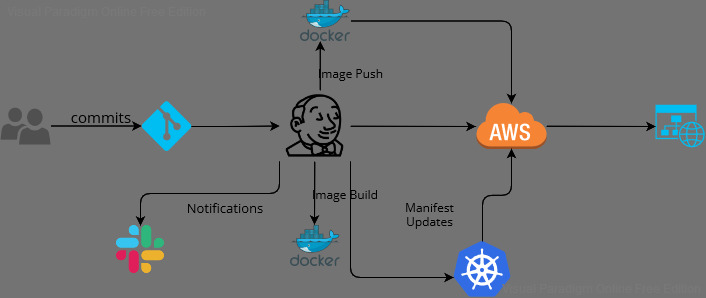 Visual Paradigm Online Free Edition
docker
Image Push
commits
AWS
Image Build
Notifications
Manifest
Updates
docker
Visual Paradigm Online Free Edition